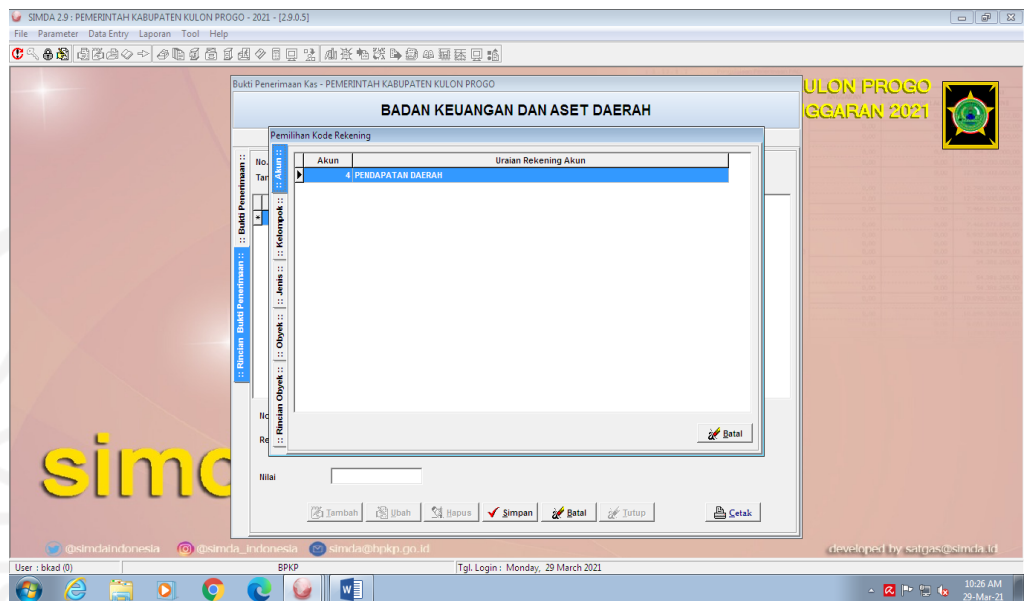 SIMDA 2.9 : PEMERINTAH KABUPATEN KULON PROGO - 2021 - [2.9.0.5]
File Parameter Data Entry Laporan Tool Help
ULON PROGO
GGARAN 2021
Bukti Penerimaan Kas - PEMERINTAH KABUPATEN KULON PROGO
BADAN KEUANGAN DAN ASET DAERAH
Pemilihan Kode Rekening
:: Bukti Penerimaan ::
:: Rincian Bukti Penerimaan ::
No.
Tan
:: Akun ::
:: Kelompok ::
:: Jenis ::
:: Obyek ::
:: Rincian Obyek ::
Akun Uraian Rekening Akun
4 PENDAPATAN DAERAH
Batal
No
Re
Nilai
Tambah Ubah Hapus Simpan Batal Tutup Cetak
simd
@simdaindonesia @simda_indonesia simda@bpkp.go.id developed by satgas@simda.id
User : bkad (0) BPKP Tgl. Login : Monday, 29 March 2021
10:26 AM
29-Mar-21